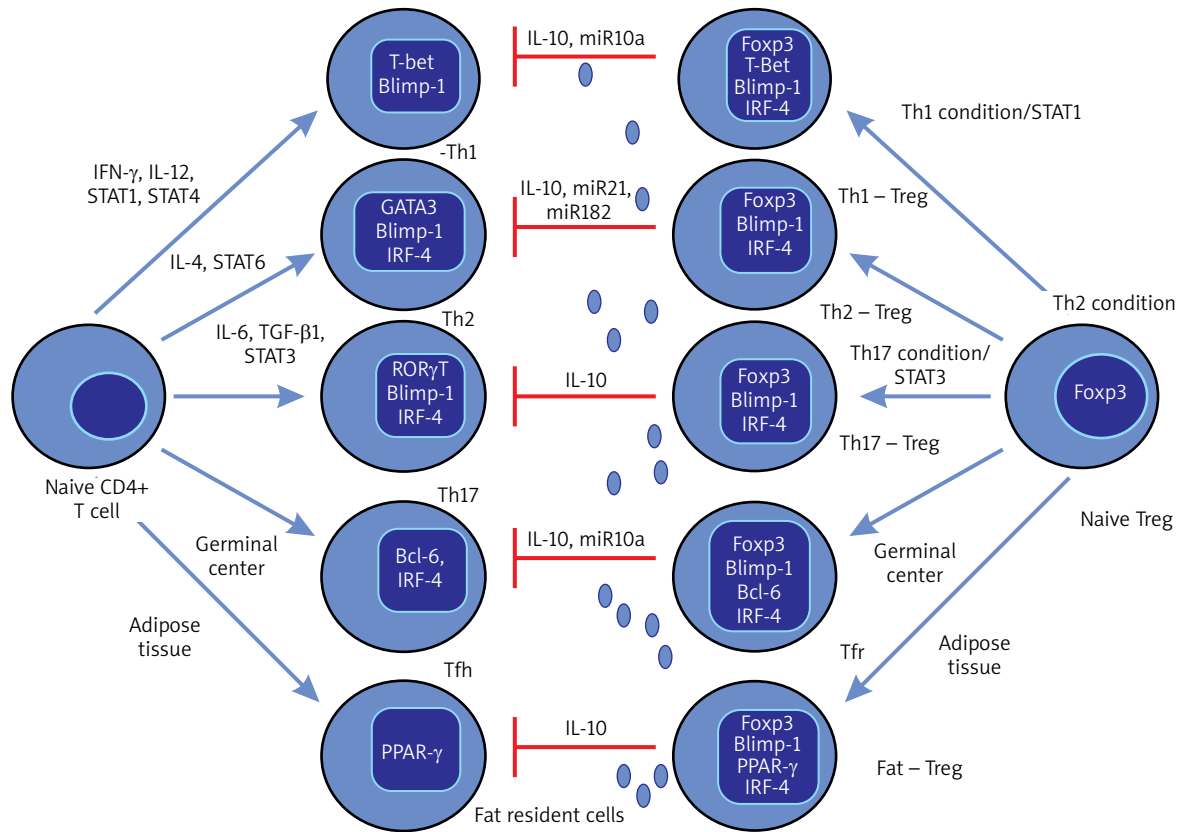 T-bet
Blimp-1
IL-10, miR10a
Foxp3
T-Bet
Blimp-1
IRF-4
Th1 condition/STAT1
-Th1
IFN-γ, IL-12,
STAT1, STAT4
GATA3
Blimp-1
IRF-4
IL-10, miR21,
miR182
Foxp3
Blimp-1
IRF-4
Th1 – Treg
IL-4, STAT6
Th2
Th2 – Treg
Th2 condition
IL-6, TGF-β1,
STAT3
RORγT
Blimp-1
IRF-4
IL-10
Foxp3
Blimp-1
IRF-4
Th17 condition/
STAT3
Foxp3
Th17 – Treg
Naive CD4+
T cell
Th17
Naive Treg
Germinal
center
Bcl-6,
IRF-4
IL-10, miR10a
Foxp3
Blimp-1
Bcl-6
IRF-4
Germinal
center
Adipose
tissue
Tfh
Tfr
Adipose
tissue
PPAR-γ
IL-10
Foxp3
Blimp-1
PPAR-γ
IRF-4
Fat – Treg
Fat resident cells